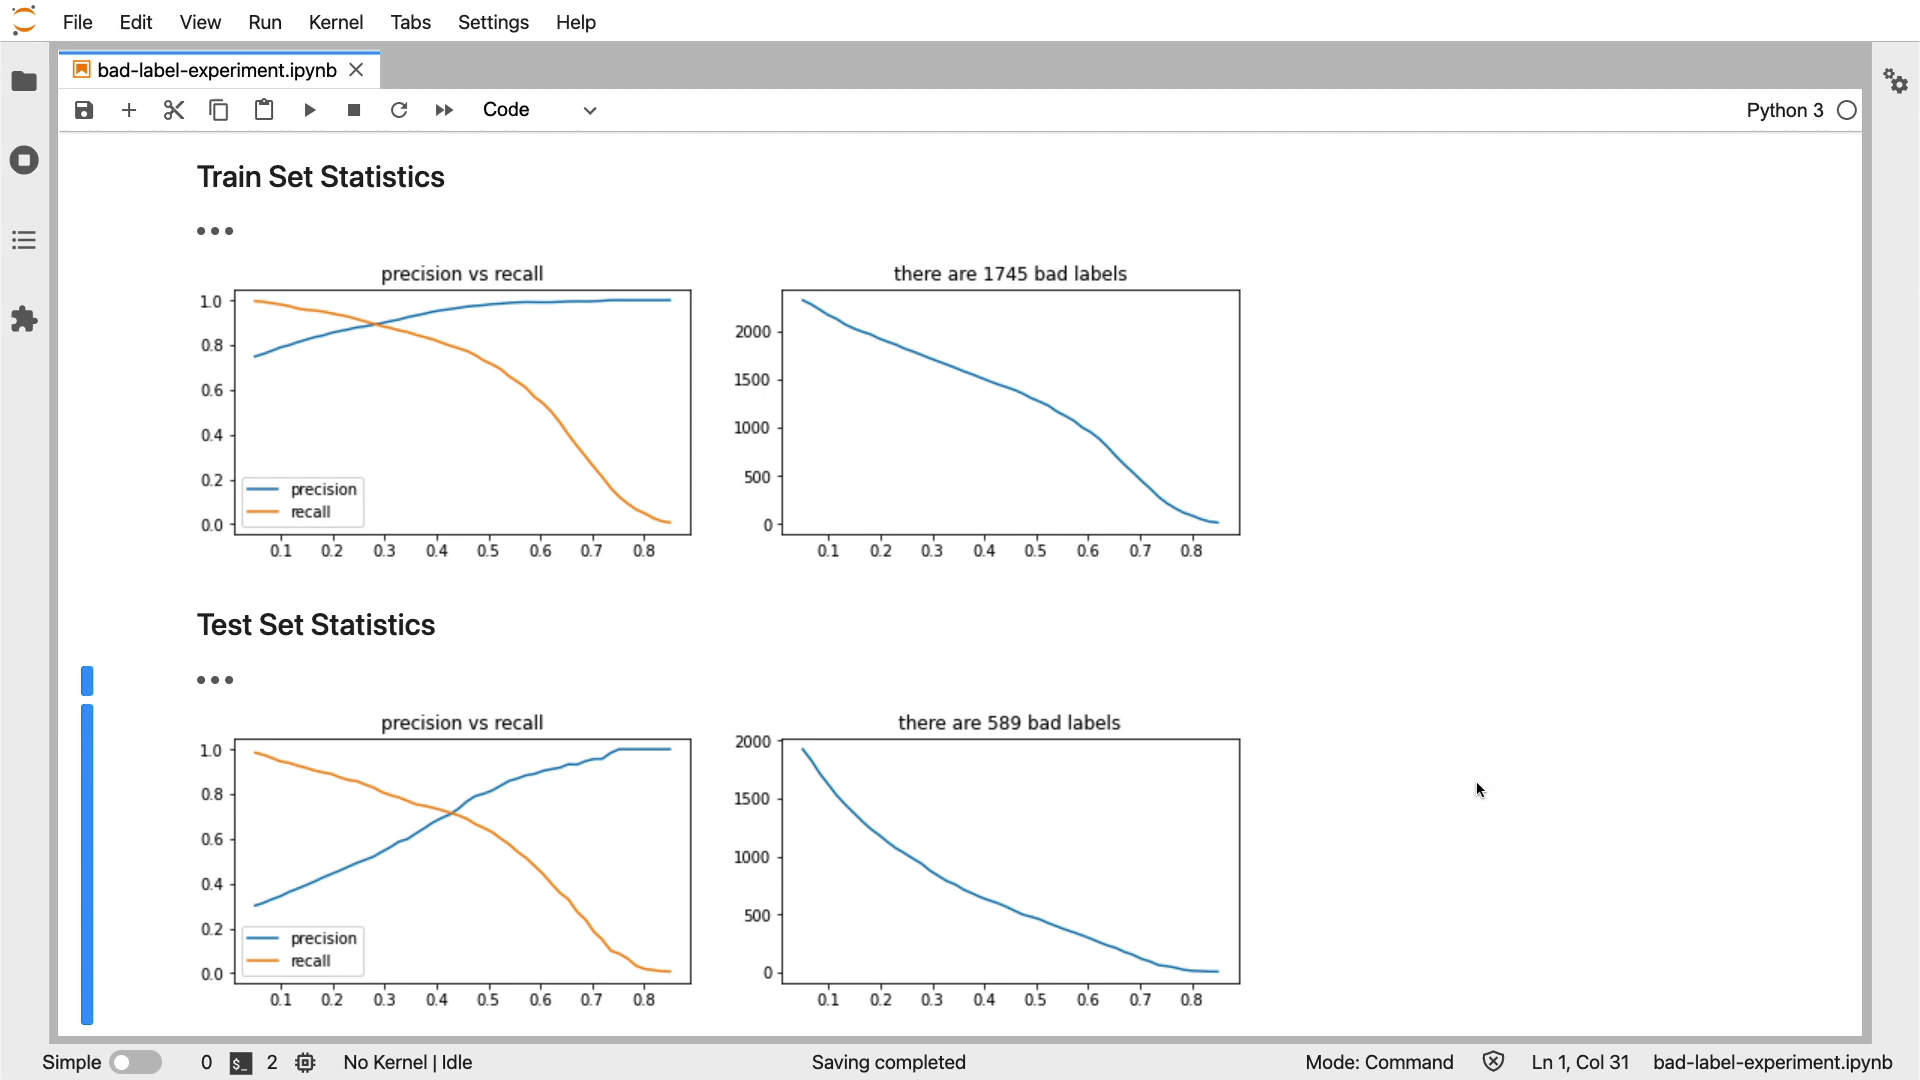 File Edit View Run Kernel Tabs Settings Help
bad-label-experiment.ipynb
Code
Python 3
Train Set Statistics
precision vs recall
1.0
0.8
0.6
0.4
0.2
0.0
precision
recall
0.1 0.2 0.3 0.4 0.5 0.6 0.7 0.8
there are 1745 bad labels
2000
1500
1000
500
0
0.1 0.2 0.3 0.4 0.5 0.6 0.7 0.8
Test Set Statistics
precision vs recall
1.0
0.8
0.6
0.4
0.2
0.0
precision
recall
0.1 0.2 0.3 0.4 0.5 0.6 0.7 0.8
there are 589 bad labels
2000
1500
1000
500
0
0.1 0.2 0.3 0.4 0.5 0.6 0.7 0.8
Simple 0 $_ 2 No Kernel | Idle Saving completed Mode: Command Ln 1, Col 31 bad-label-experiment.ipynb